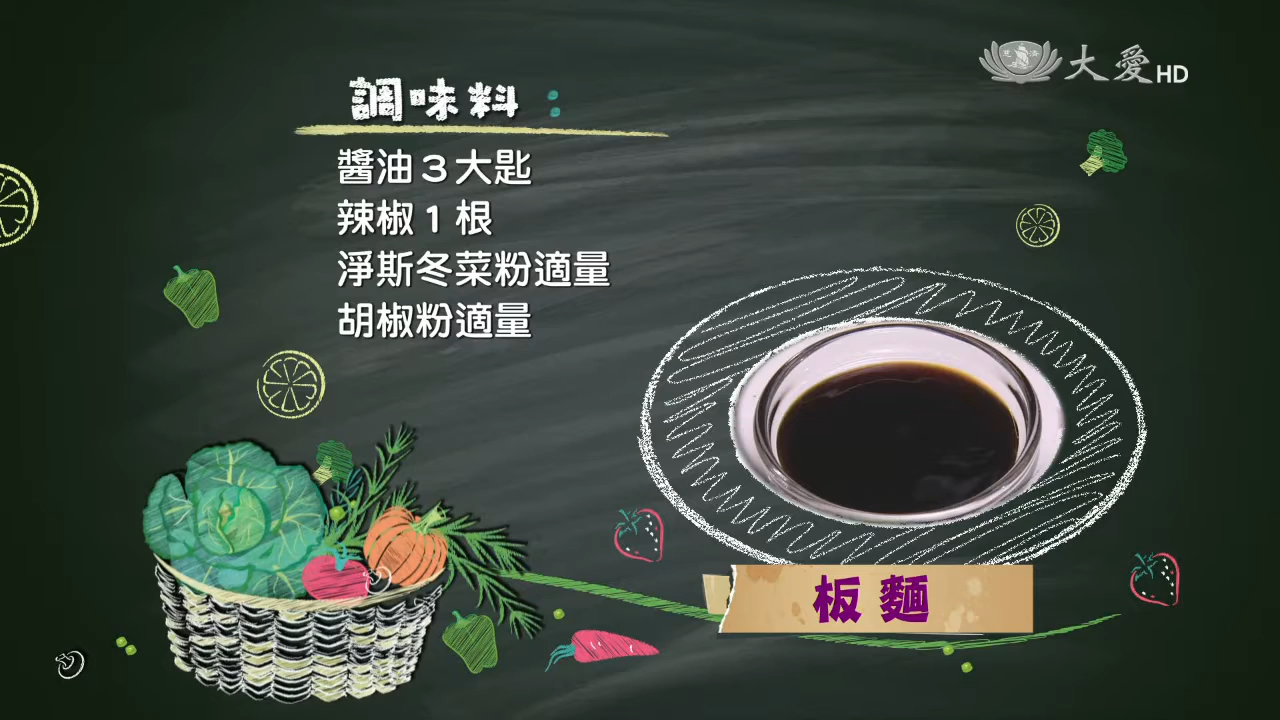 大愛HD
調味料：
醬油3大匙
辣椒1根
淨斯冬菜粉適量
胡椒粉適量
板麵